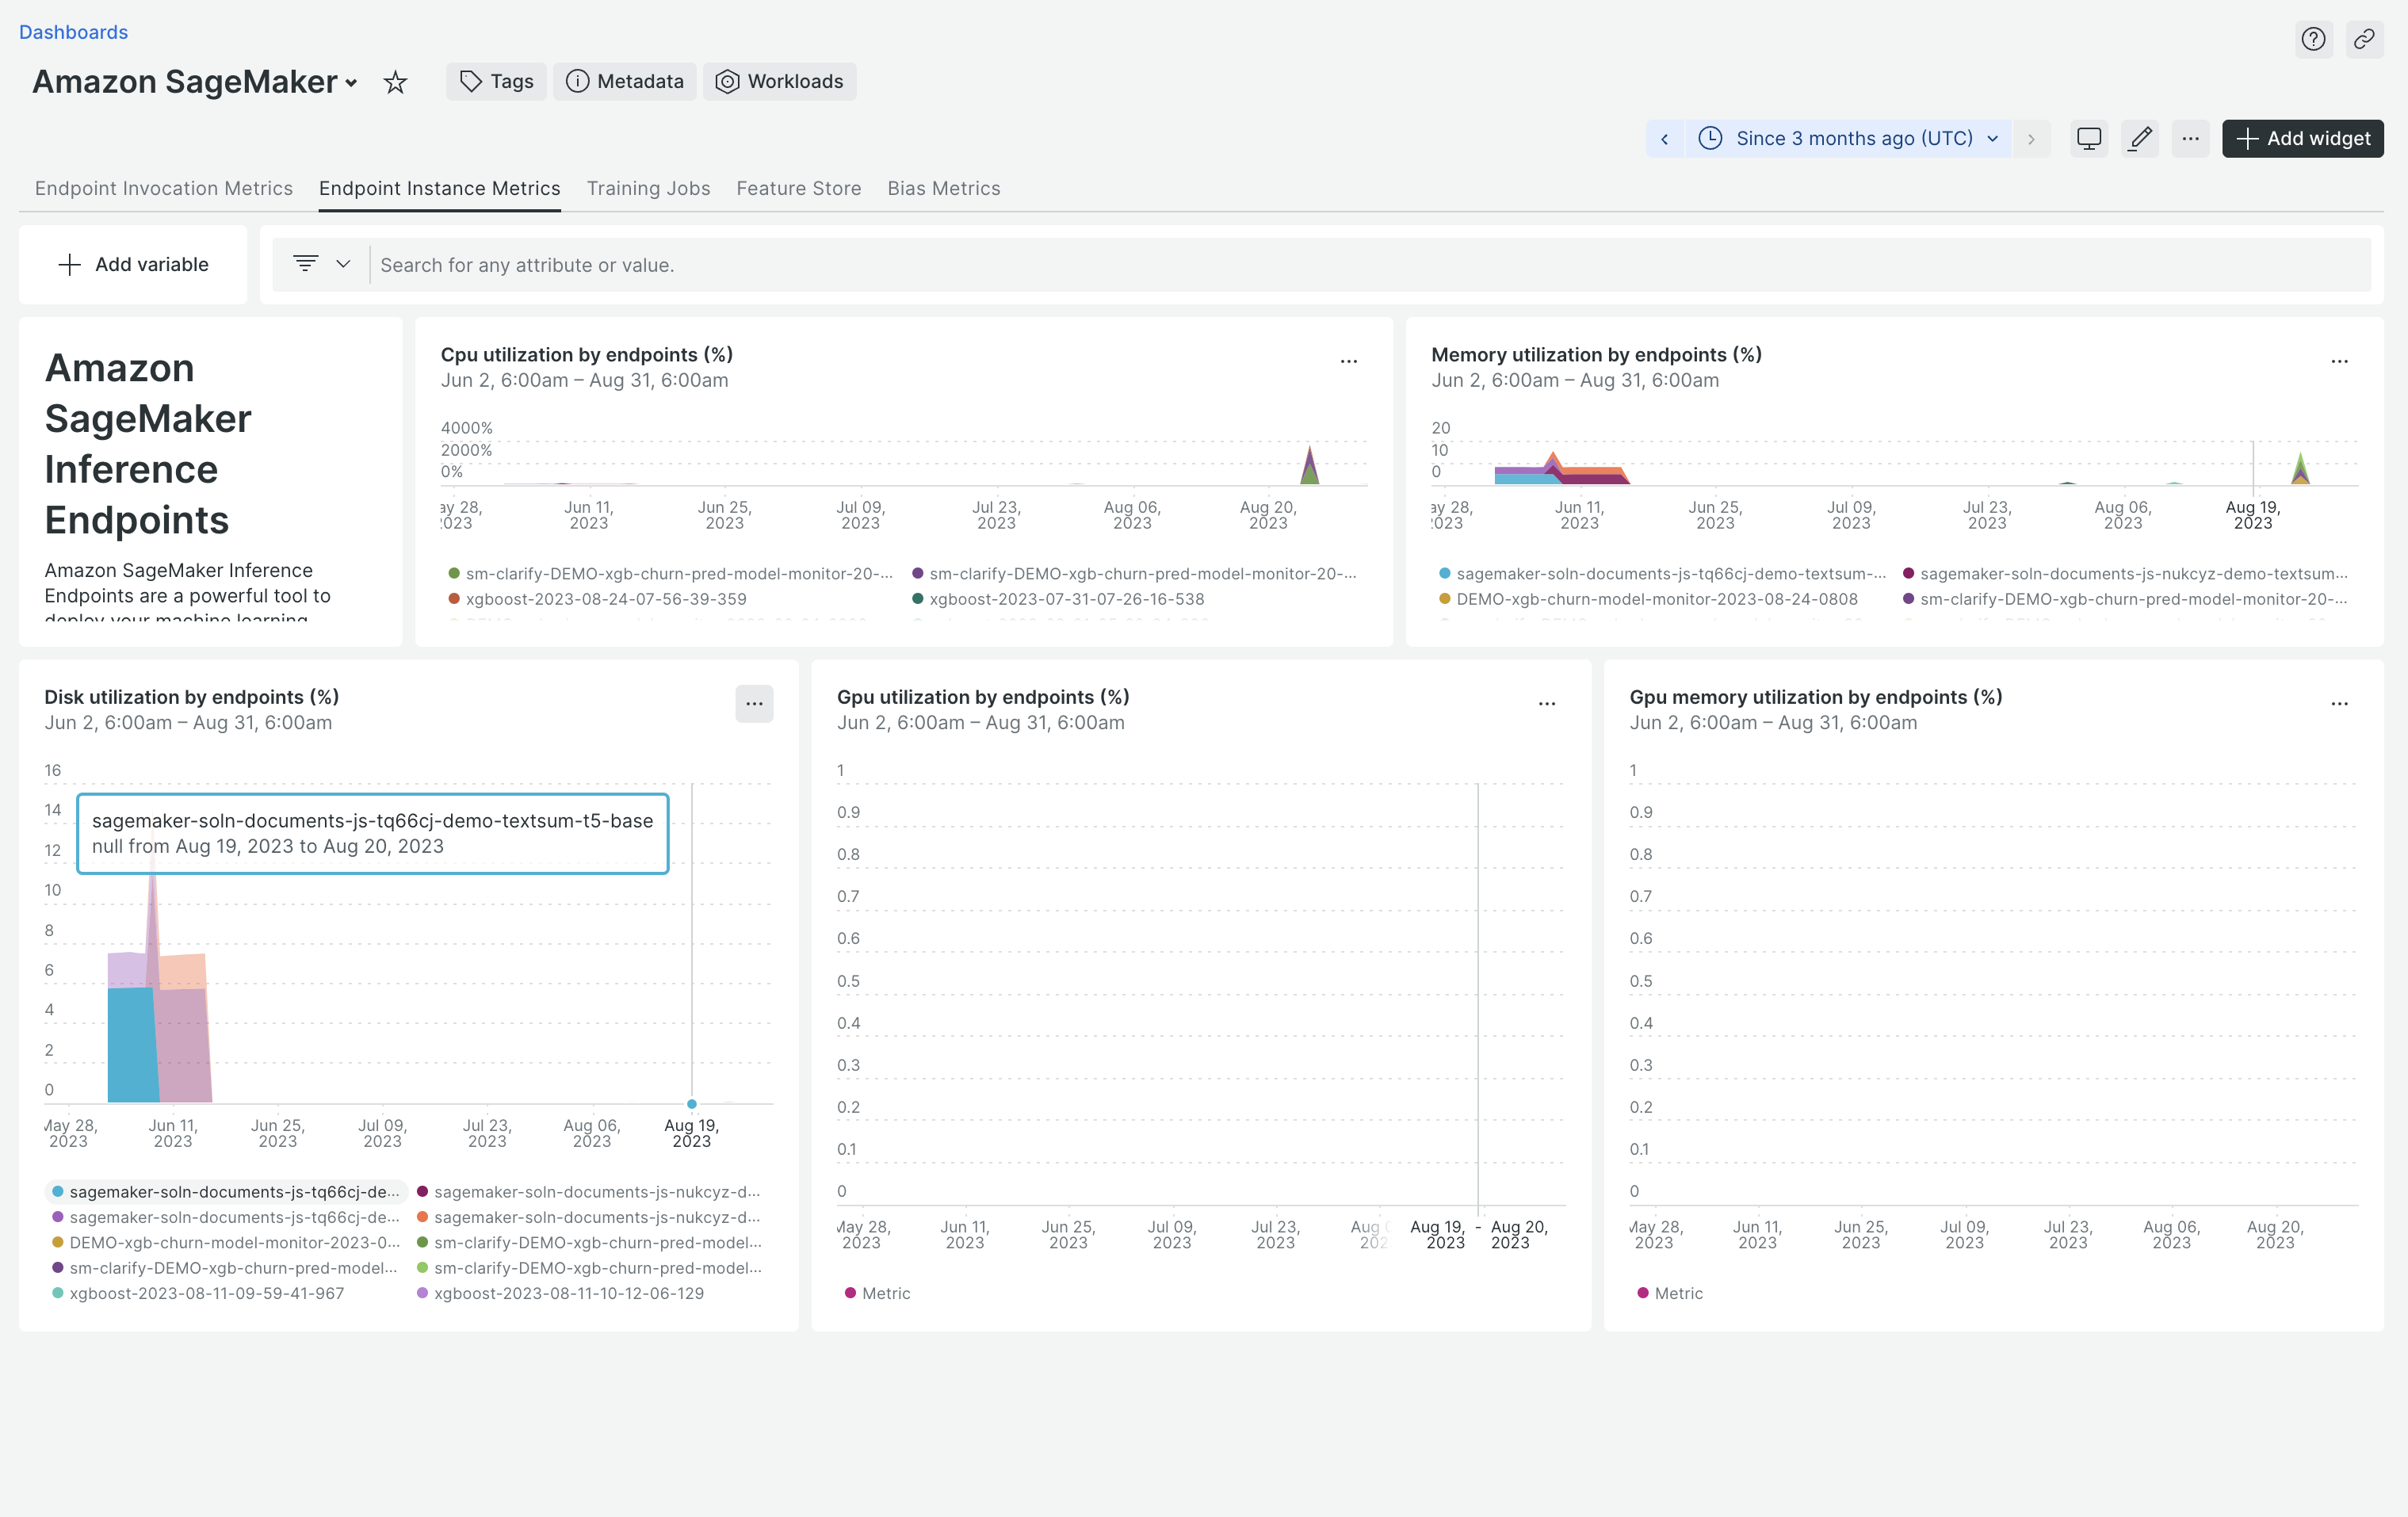 Dashboards
Amazon SageMaker
Tags
Metadata
Workloads
Since 3 months ago (UTC)
Add widget
Endpoint Invocation Metrics
Endpoint Instance Metrics
Training Jobs
Feature Store
Bias Metrics
Add variable
Search for any attribute or value.
Amazon
SageMaker
Inference
Endpoints
Amazon SageMaker Inference
Endpoints are a powerful tool to
deploy your machine learning
Cpu utilization by endpoints (%)
Jun 2, 6:00am – Aug 31, 6:00am
4000%
2000%
0%
ay 28, Jun 11, Jun 25, Jul 09, Jul 23, Aug 06, Aug 20,
2023 2023 2023 2023 2023 2023 2023
sm-clarify-DEMO-xgb-churn-pred-model-monitor-20-...
sm-clarify-DEMO-xgb-churn-pred-model-monitor-20-...
xgboost-2023-08-24-07-56-39-359
xgboost-2023-07-31-07-26-16-538
Memory utilization by endpoints (%)
Jun 2, 6:00am – Aug 31, 6:00am
20
10
0
ay 28, Jun 11, Jun 25, Jul 09, Jul 23, Aug 06, Aug 19,
2023 2023 2023 2023 2023 2023 2023
sagemaker-soln-documents-js-tq66cj-demo-textsum-...
sagemaker-soln-documents-js-nukcyz-demo-textsum...
DEMO-xgb-churn-model-monitor-2023-08-24-0808
sm-clarify-DEMO-xgb-churn-pred-model-monitor-20-...
Disk utilization by endpoints (%)
Jun 2, 6:00am – Aug 31, 6:00am
16
14
sagemaker-soln-documents-js-tq66cj-demo-textsum-t5-base
null from Aug 19, 2023 to Aug 20, 2023
12
10
8
6
4
2
0
May 28, Jun 11, Jun 25, Jul 09, Jul 23, Aug 06, Aug 19,
2023 2023 2023 2023 2023 2023 2023
sagemaker-soln-documents-js-tq66cj-de...
sagemaker-soln-documents-js-nukcyz-d...
sagemaker-soln-documents-js-tq66cj-de...
sagemaker-soln-documents-js-nukcyz-d...
DEMO-xgb-churn-model-monitor-2023-0...
sm-clarify-DEMO-xgb-churn-pred-model...
sm-clarify-DEMO-xgb-churn-pred-model...
sm-clarify-DEMO-xgb-churn-pred-model...
xgboost-2023-08-11-09-59-41-967
xgboost-2023-08-11-10-12-06-129
Gpu utilization by endpoints (%)
Jun 2, 6:00am – Aug 31, 6:00am
1
0.9
0.8
0.7
0.6
0.5
0.4
0.3
0.2
0.1
0
May 28, Jun 11, Jun 25, Jul 09, Jul 23, Aug Aug 19, - Aug 20,
2023 2023 2023 2023 2023 202 2023 2023
Metric
Gpu memory utilization by endpoints (%)
Jun 2, 6:00am – Aug 31, 6:00am
1
0.9
0.8
0.7
0.6
0.5
0.4
0.3
0.2
0.1
0
May 28, Jun 11, Jun 25, Jul 09, Jul 23, Aug 06, Aug 20,
2023 2023 2023 2023 2023 2023 2023
Metric